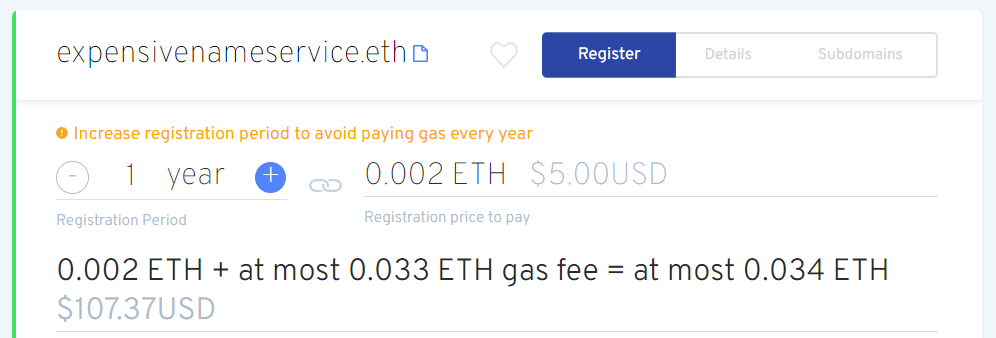 expensivenameservice.eth
Register Details Subdomains
Increase registration period to avoid paying gas every year
- 1 year + 0.002 ETH $5.00USD
Registration Period Registration price to pay
0.002 ETH + at most 0.033 ETH gas fee = at most 0.034 ETH
$107.37USD